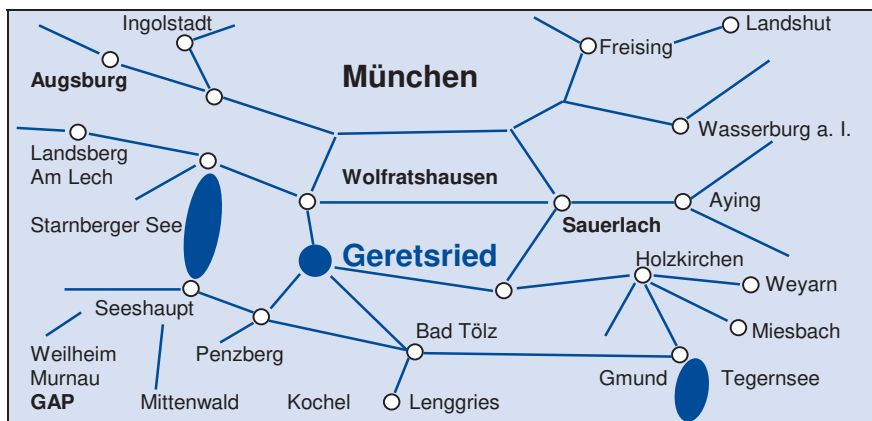 Ingolstadt
Landshut
Freising
Augsburg
München
Wasserburg a. I.
Landsberg
Am Lech
Wolfratshausen
Aying
Starnberger See
Sauerlach
Geretsried
Holzkirchen
Weyarn
Seeshaupt
Bad Tölz
Miesbach
Weilheim
Penzberg
Murnau
Gmund
Tegernsee
GAP
Mittenwald
Kochel
Lenggries